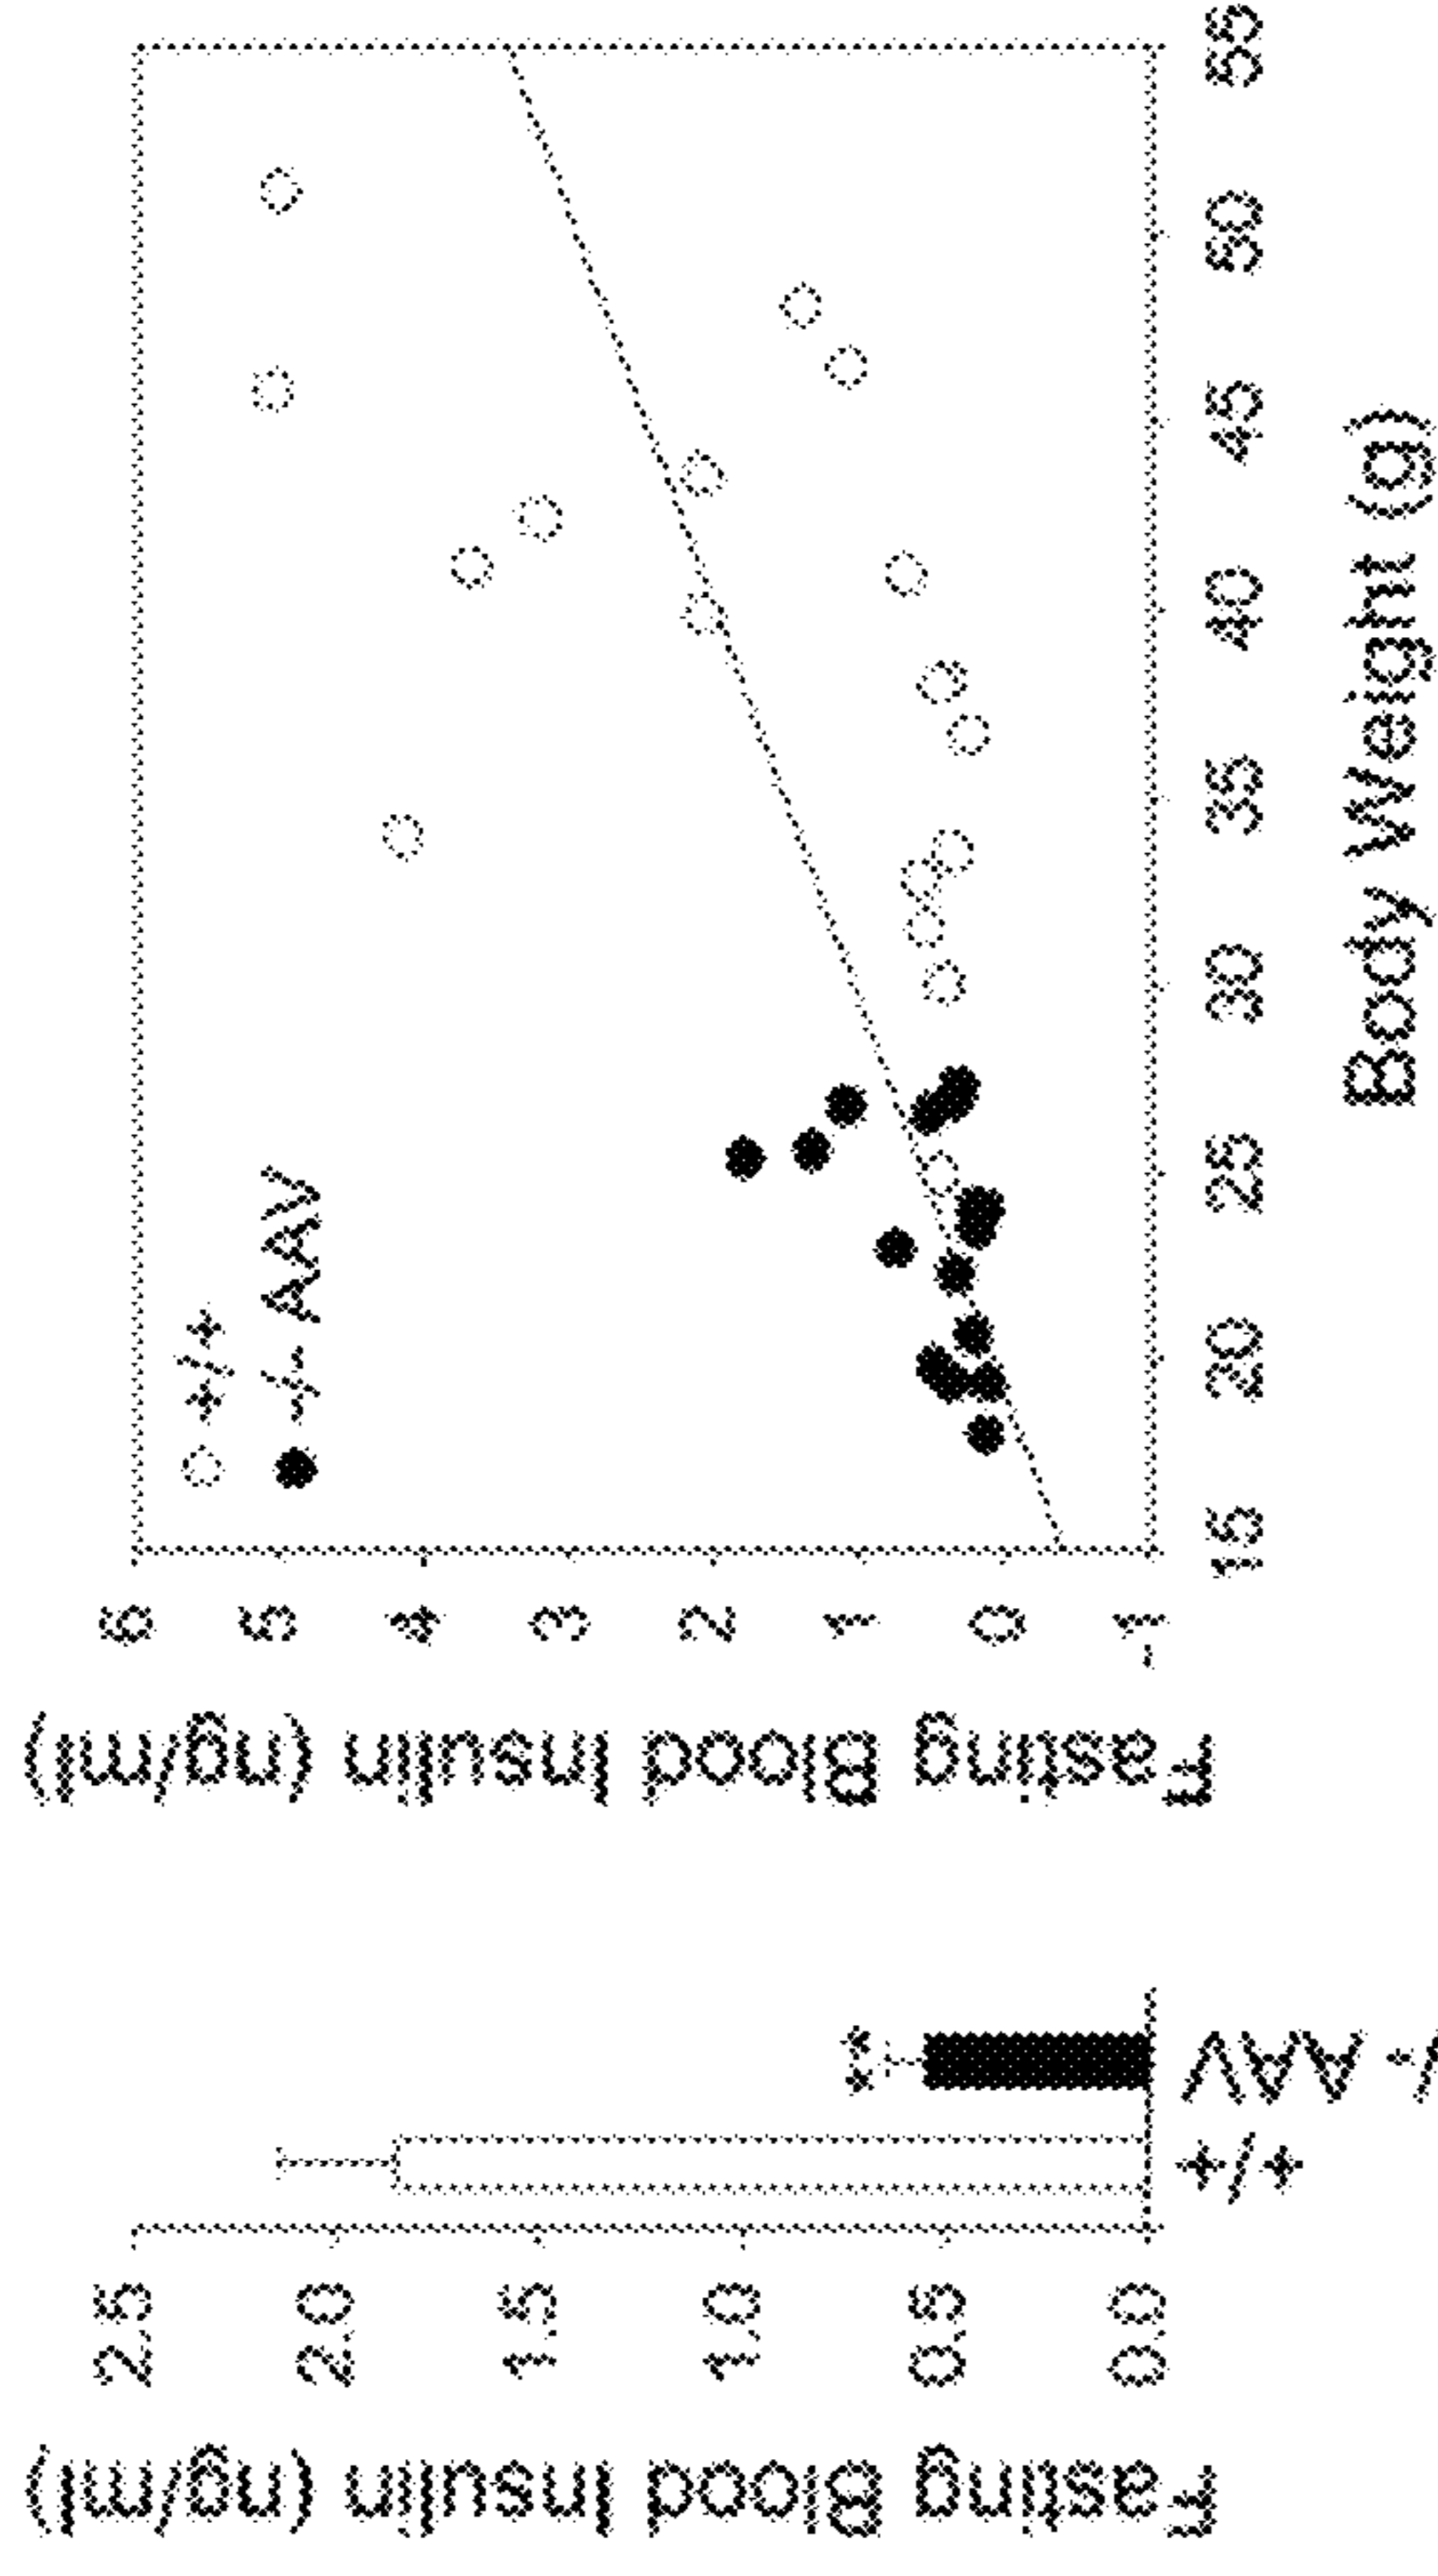 Fasting Blood Insulin (ng/ml)
2.5
2.0
1.5
1.0
0.5
0.0
**
+/+
AAV
Fasting Blood Insulin (ng/ml)
6
5
4
3
2
1
0
-1
+/+
-/- AAV
15 20 25 30 35 40 45 50 55
Body Weight (g)